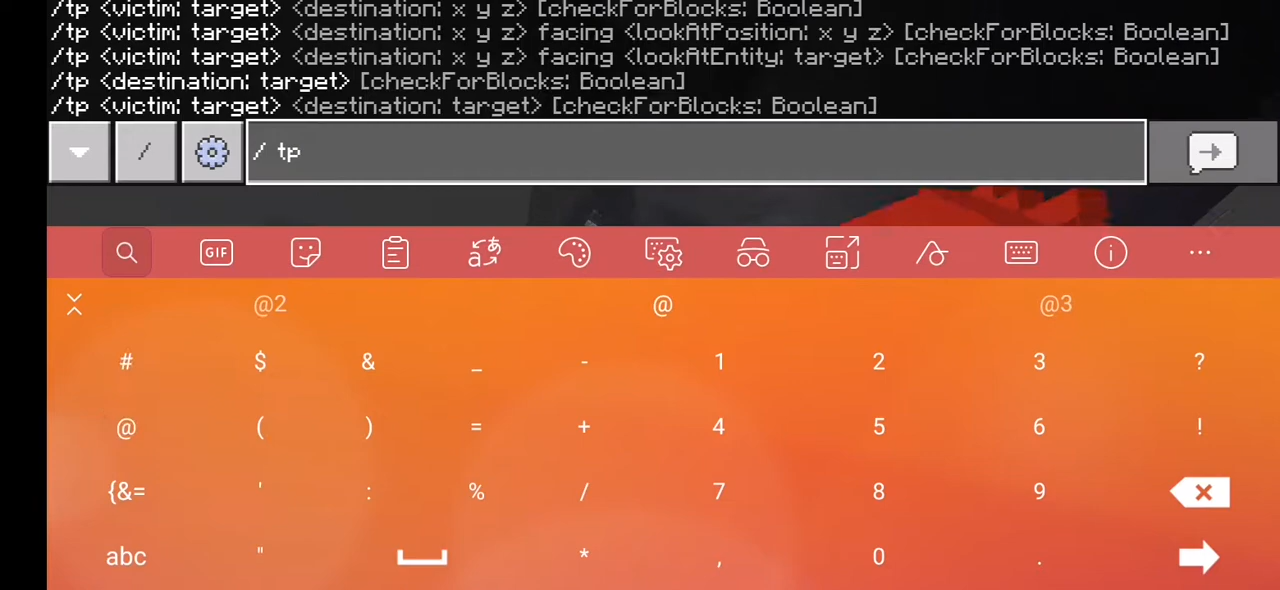 /tp <victim: target> <destination: x y z> [checkForBlocks: Boolean]
/tp <victim: target> <destination: x y z> facing <lookAtPosition: x y z> [checkForBlocks: Boolean]
/tp <victim: target> <destination: x y z> facing <lookAtEntity: target> [checkForBlocks: Boolean]
/tp <destination: target> [checkForBlocks: Boolean]
/tp <victim: target> <destination: target> [checkForBlocks: Boolean]
/ / tp
GIF あ a
@2 @ @3
# $ & _ - 1 2 3 ?
@ ( ) = + 4 5 6 !
{&= ' : % / 7 8 9
abc " * , 0 .